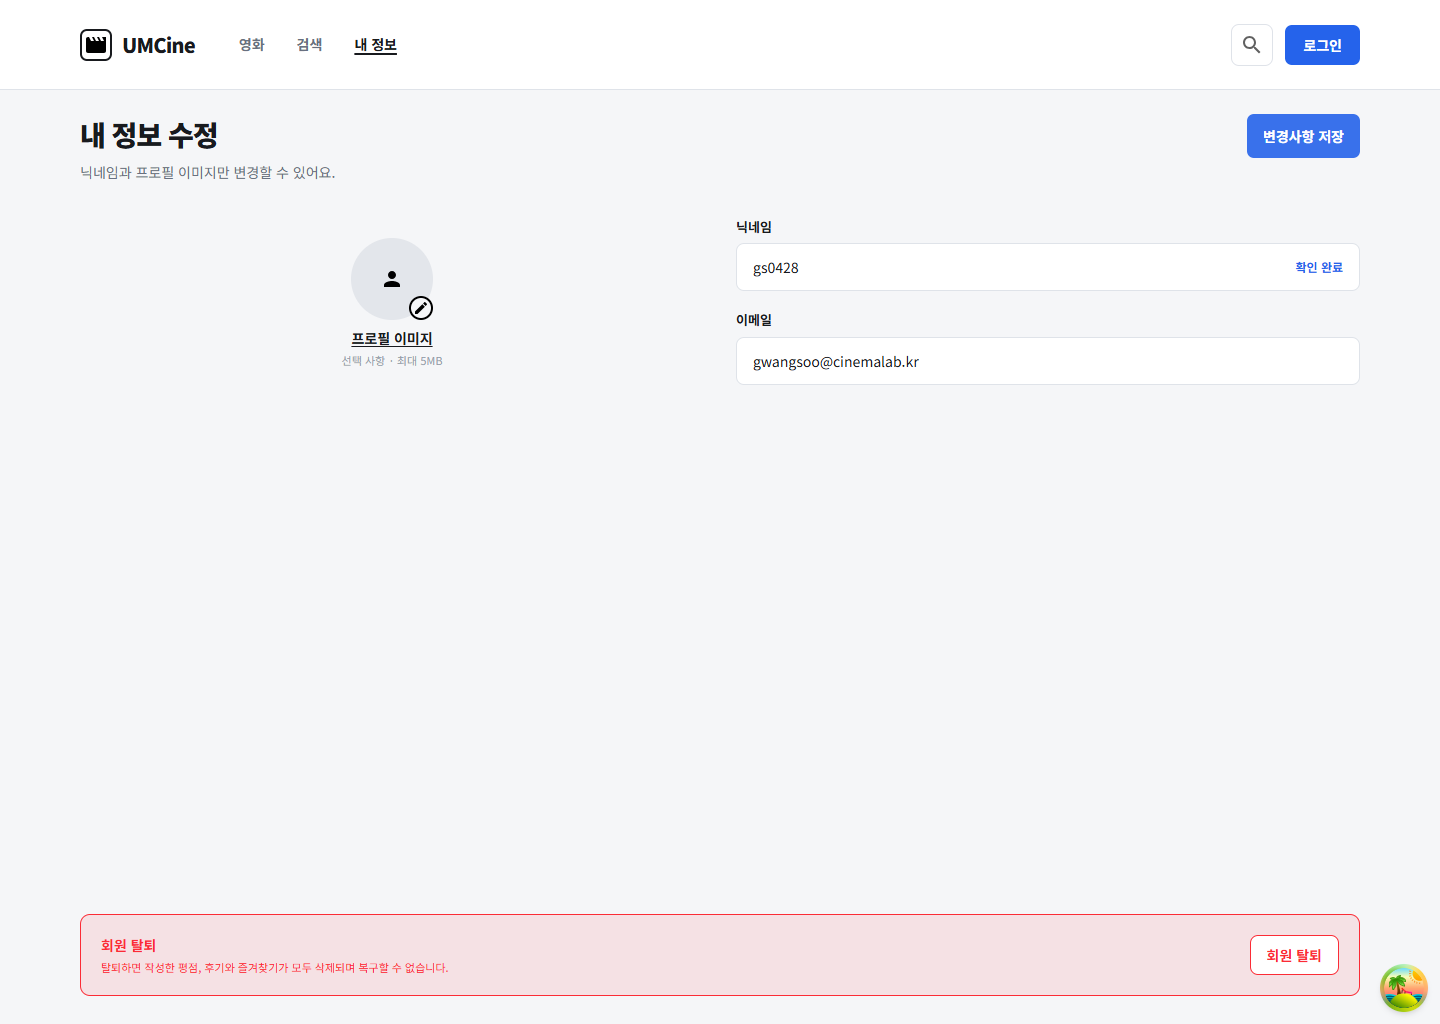 UMCine
영화
검색
내 정보
로그인
내 정보 수정
변경사항 저장
닉네임과 프로필 이미지만 변경할 수 있어요.
프로필 이미지
선택 사항 · 최대 5MB
닉네임
gs0428
확인 완료
이메일
gwangsoo@cinemalab.kr
회원 탈퇴
탈퇴하면 작성한 평점, 후기와 즐겨찾기가 모두 삭제되며 복구할 수 없습니다.
회원 탈퇴